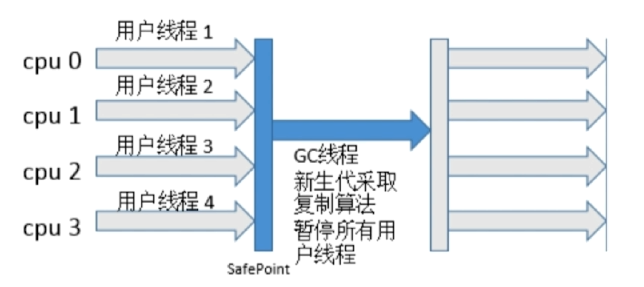 用户线程 1
cpu 0
用户线程 2
cpu 1
用户线程 3
cpu 2
用户线程 4
cpu 3
GC线程
新生代采取
复制算法
暂停所有用
户线程
SafePoint